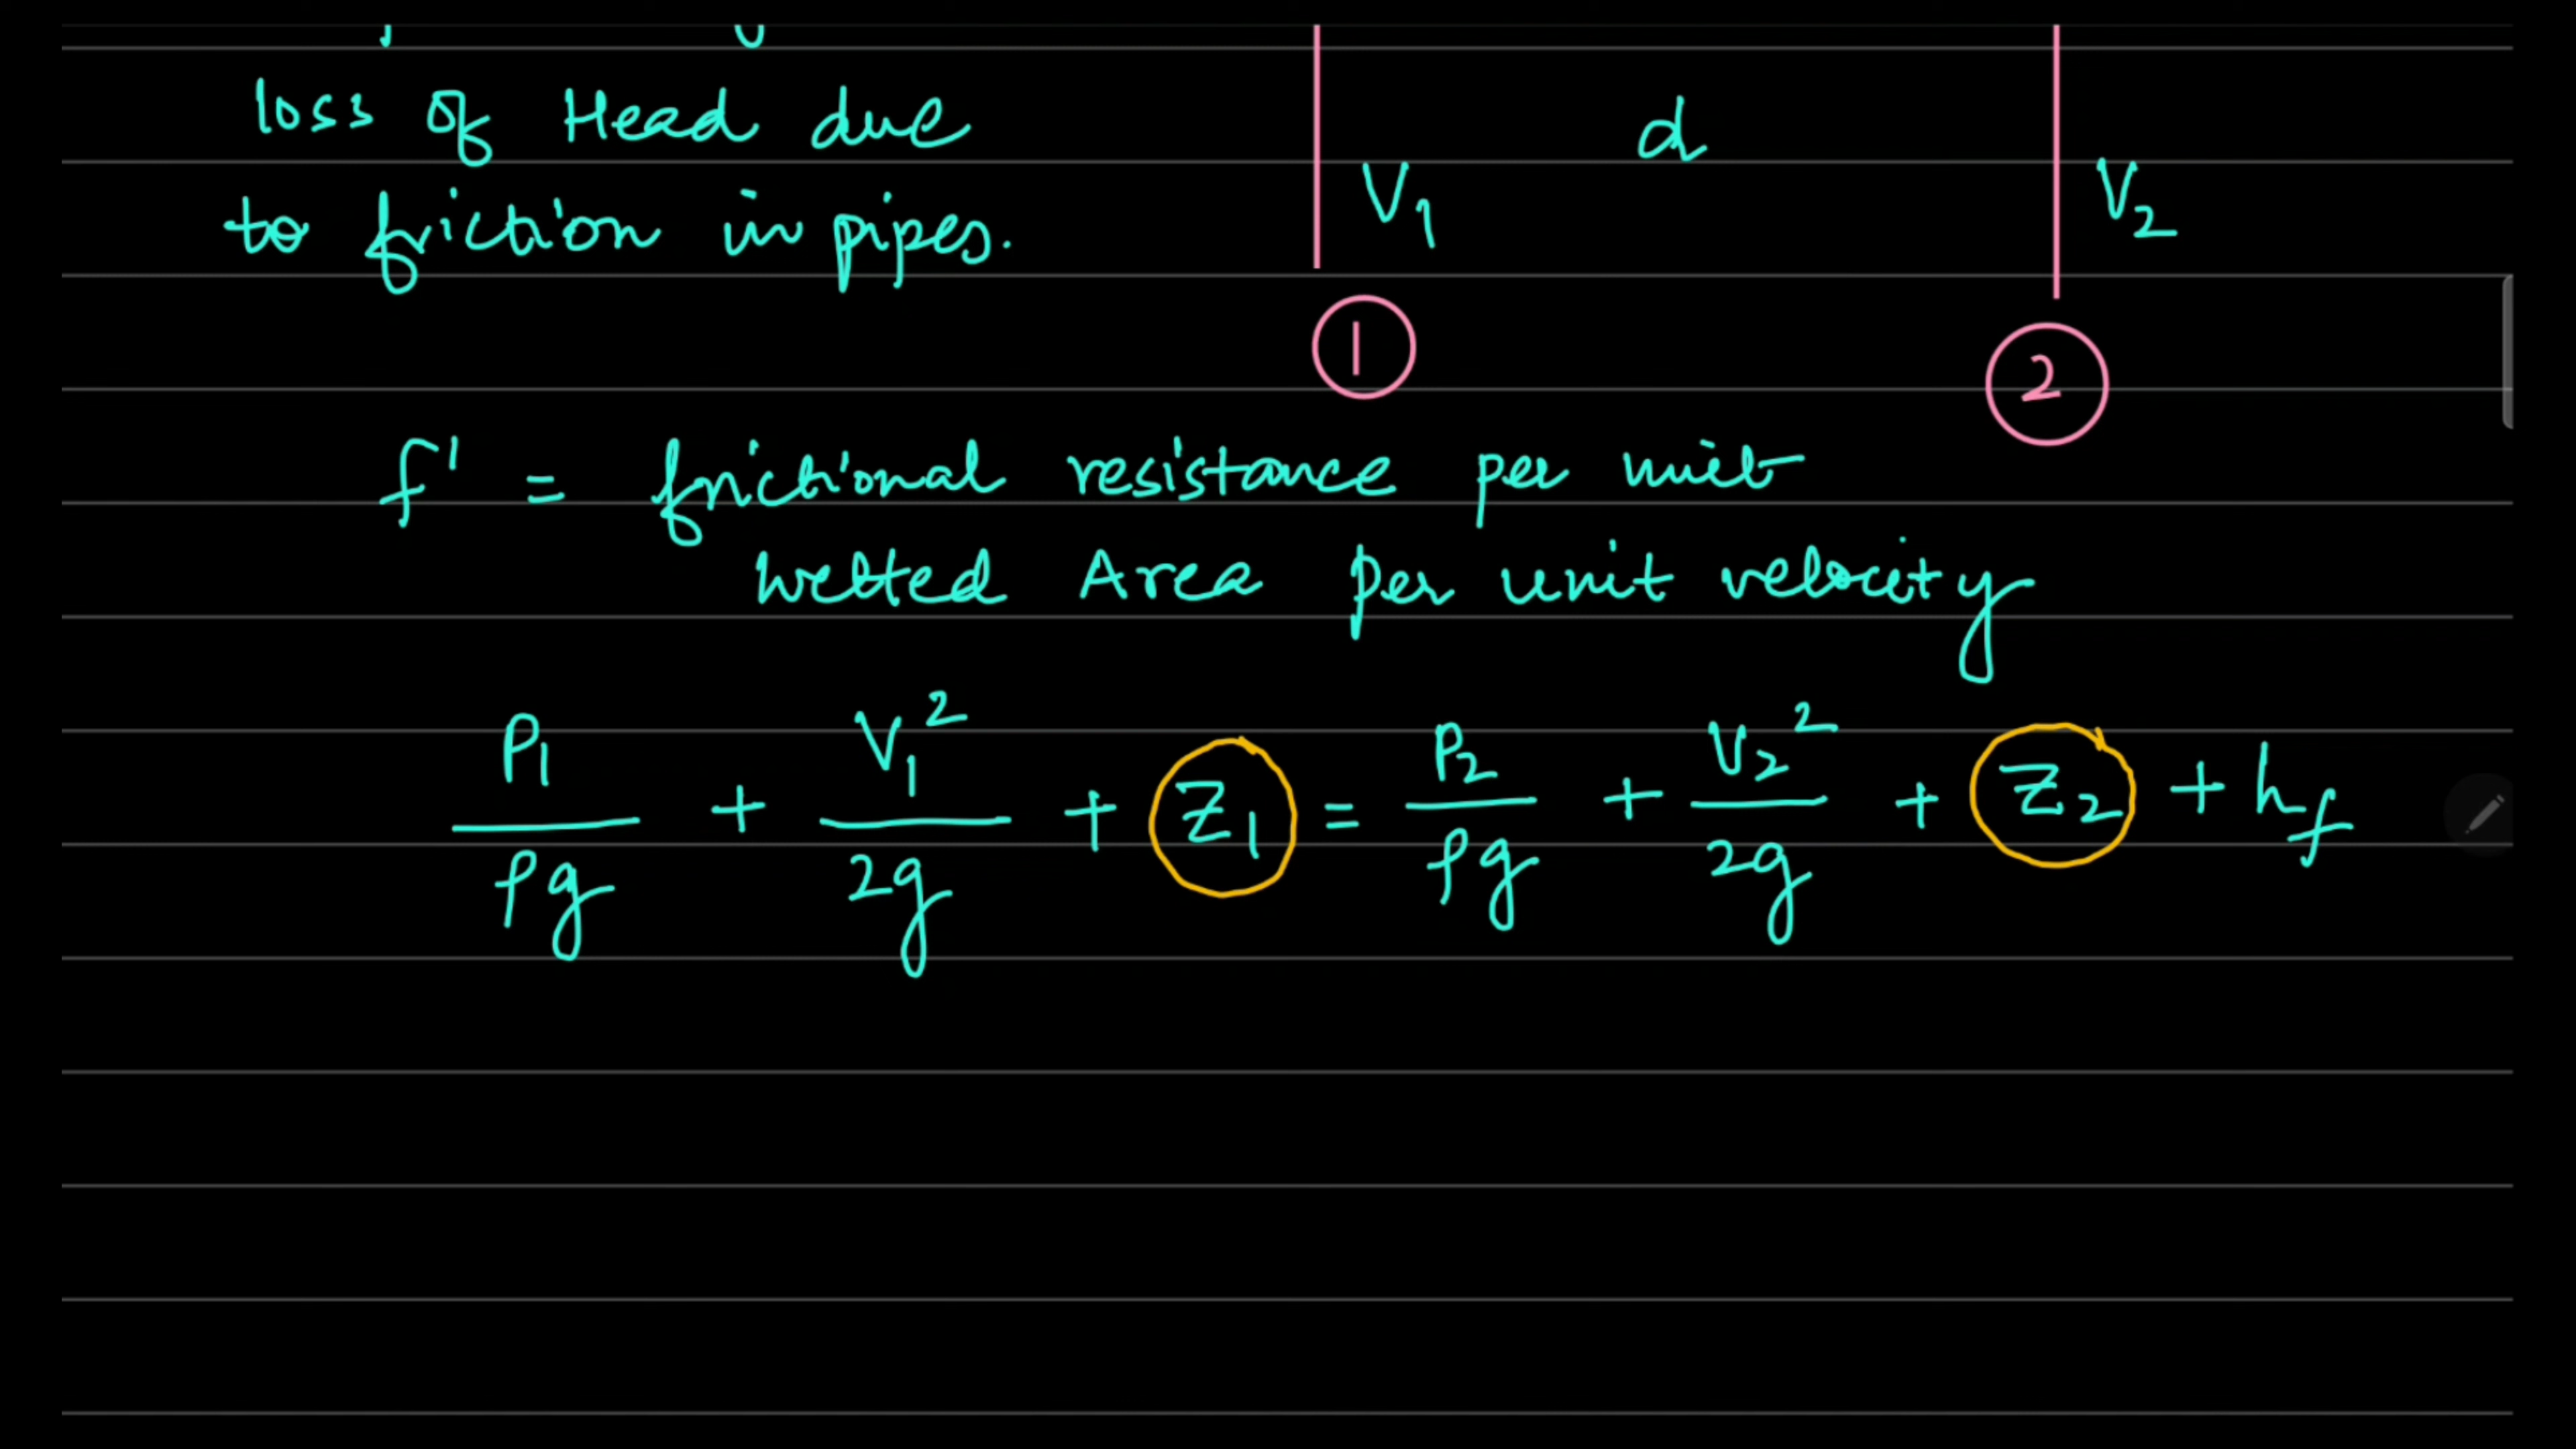 loss of Head due
to friction in pipes.
d
V₁
V₂
1
2
f' = frictional resistance per unit
wetted Area per unit velocity
P₁/ρg + V₁²/2g + Z₁ = P₂/ρg + V₂²/2g + Z₂ + h_f